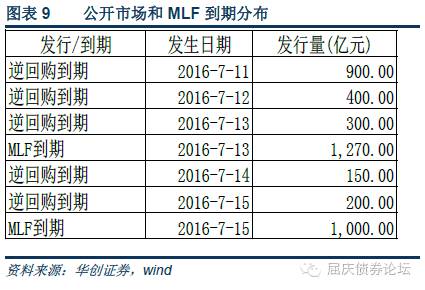 图表 9 公开市场和 MLF 到期分布
发行/到期 发生日期 发行量(亿元)
逆回购到期 2016-7-11 900.00
逆回购到期 2016-7-12 400.00
逆回购到期 2016-7-13 300.00
MLF到期 2016-7-13 1,270.00
逆回购到期 2016-7-14 150.00
逆回购到期 2016-7-15 200.00
MLF到期 2016-7-15 1,000.00
资料来源：华创证券，wind
屈庆债券论坛